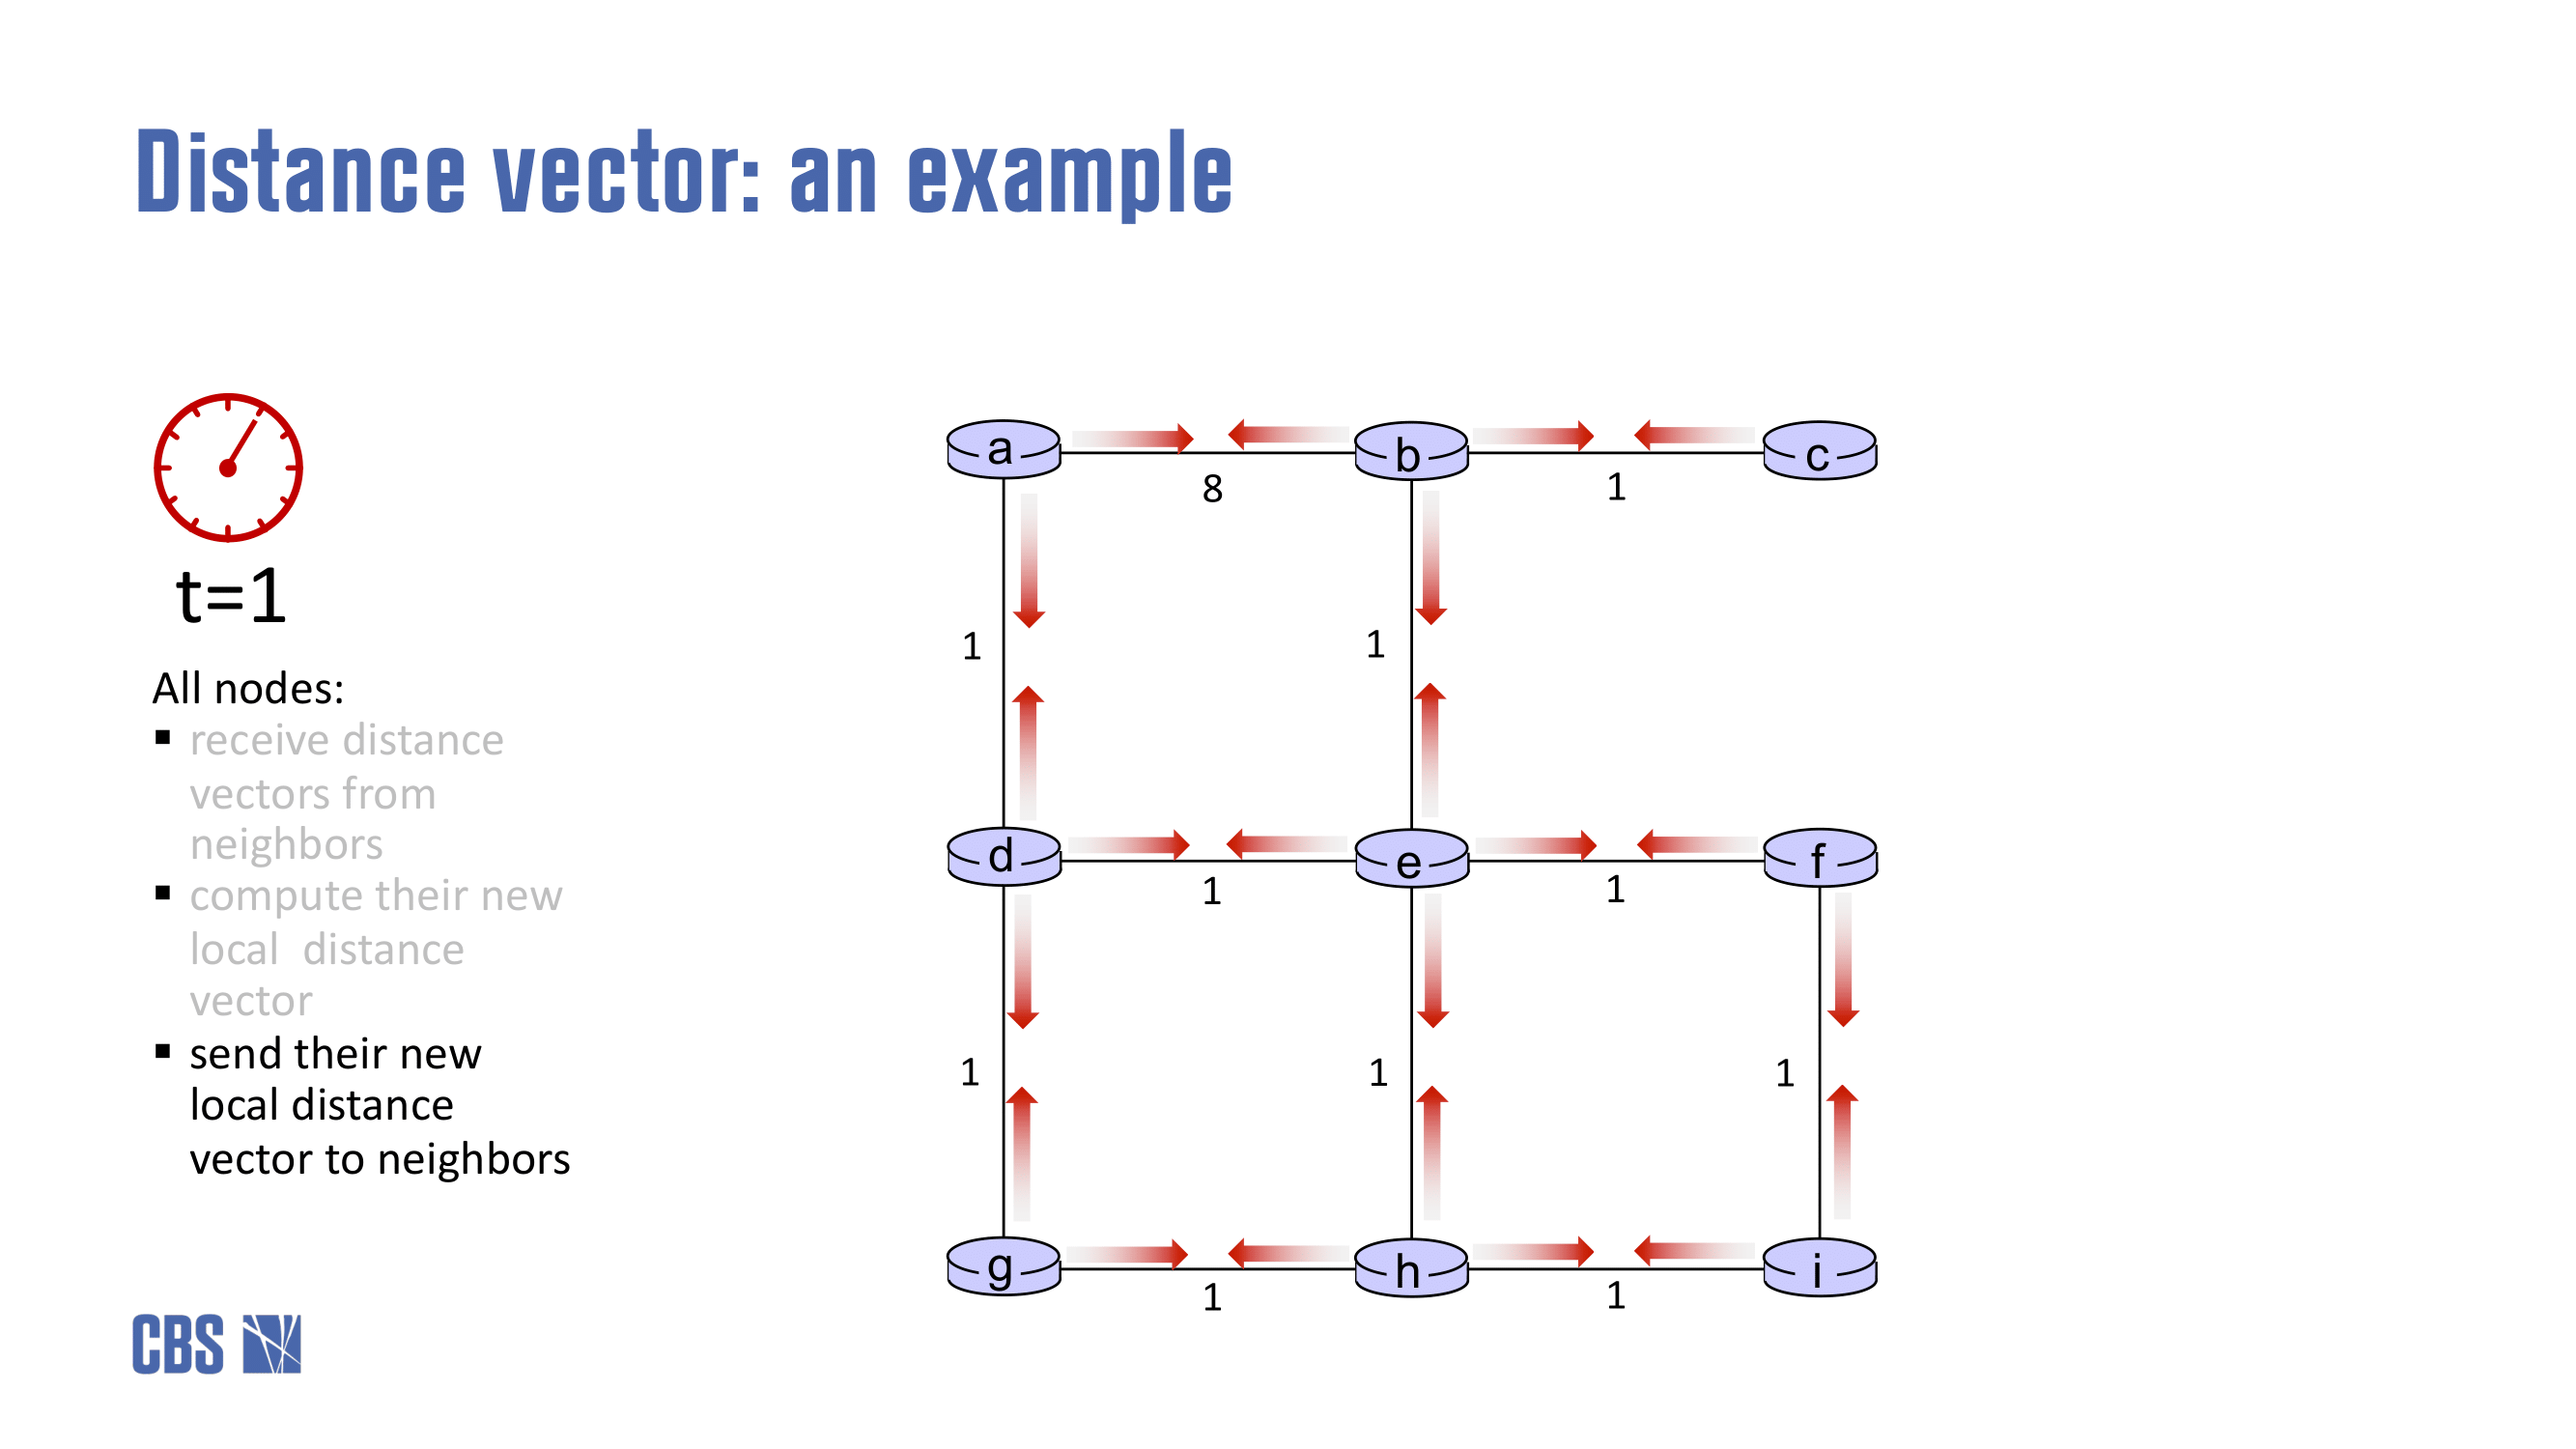 Distance vector: an example
t=1
All nodes:
▪ receive distance
vectors from
neighbors
▪ compute their new
local distance
vector
▪ send their new
local distance
vector to neighbors
a
b
c
8
1
1
1
d
e
f
1
1
1
1
1
g
h
i
1
1
CBS